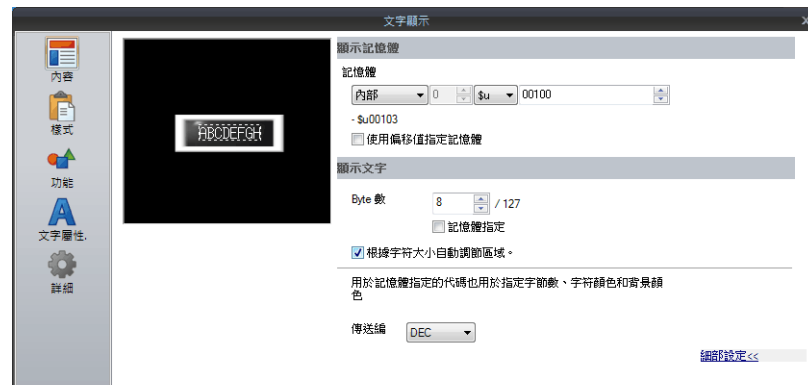 文字顯示
內容
樣式
功能
文字屬性.
詳細
ABCDEFGH
顯示記憶體
記憶體
內部 0 $u 00100
- $u00103
使用偏移值指定記憶體
顯示文字
Byte 數 8 / 127
記憶體指定
根據字符大小自動調節區域。
用於記憶體指定的代碼也用於指定字節數、字符顏色和背景顏
色
傳送編 DEC
細部設定<<